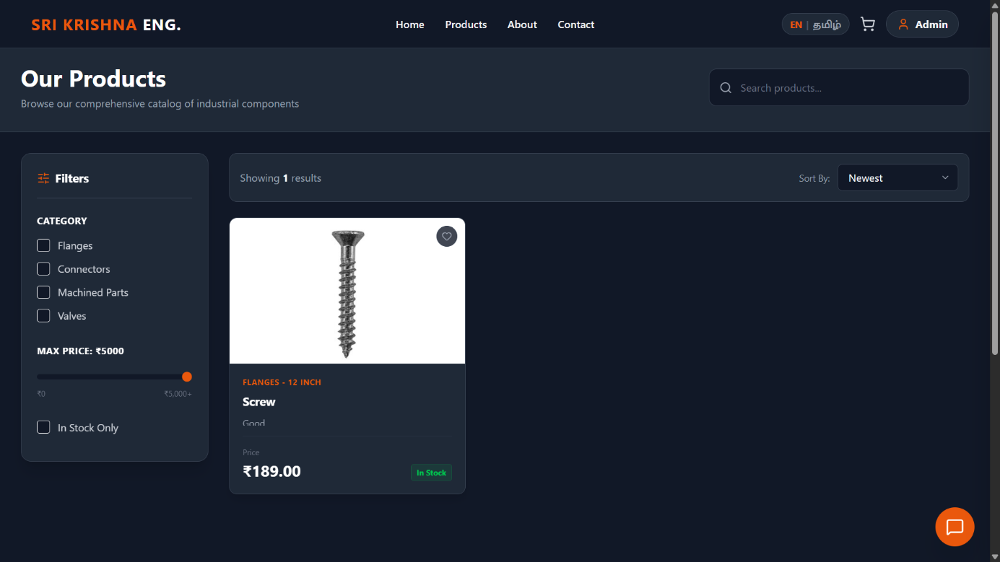 SRI KRISHNA ENG.
Home Products About Contact
EN | தமிழ்
Admin
Our Products
Browse our comprehensive catalog of industrial components
Search products...
Filters
CATEGORY
Flanges
Connectors
Machined Parts
Valves
MAX PRICE: ₹5000
₹0 ₹5,000+
In Stock Only
Showing 1 results
Sort By: Newest
FLANGES - 12 INCH
Screw
Good
Price
₹189.00
In Stock